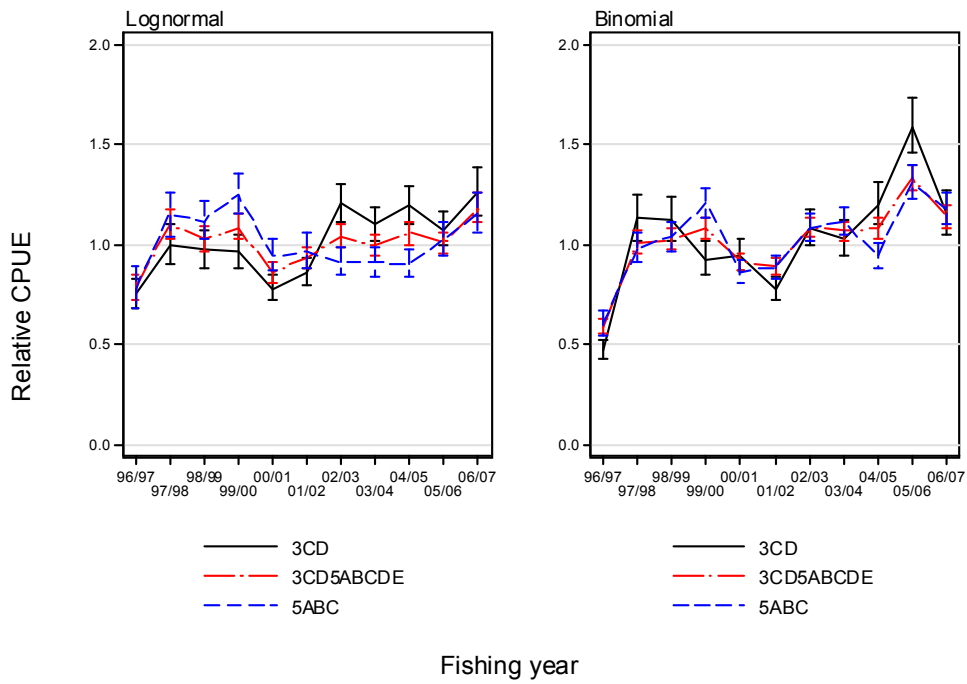 Lognormal
Binomial
Relative CPUE
2.0
1.5
1.0
0.5
0.0
96/97 98/99 00/01 02/03 04/05 06/07
97/98 99/00 01/02 03/04 05/06
2.0
1.5
1.0
0.5
0.0
96/97 98/99 00/01 02/03 04/05 06/07
97/98 99/00 01/02 03/04 05/06
3CD
3CD5ABCDE
5ABC
3CD
3CD5ABCDE
5ABC
Fishing year